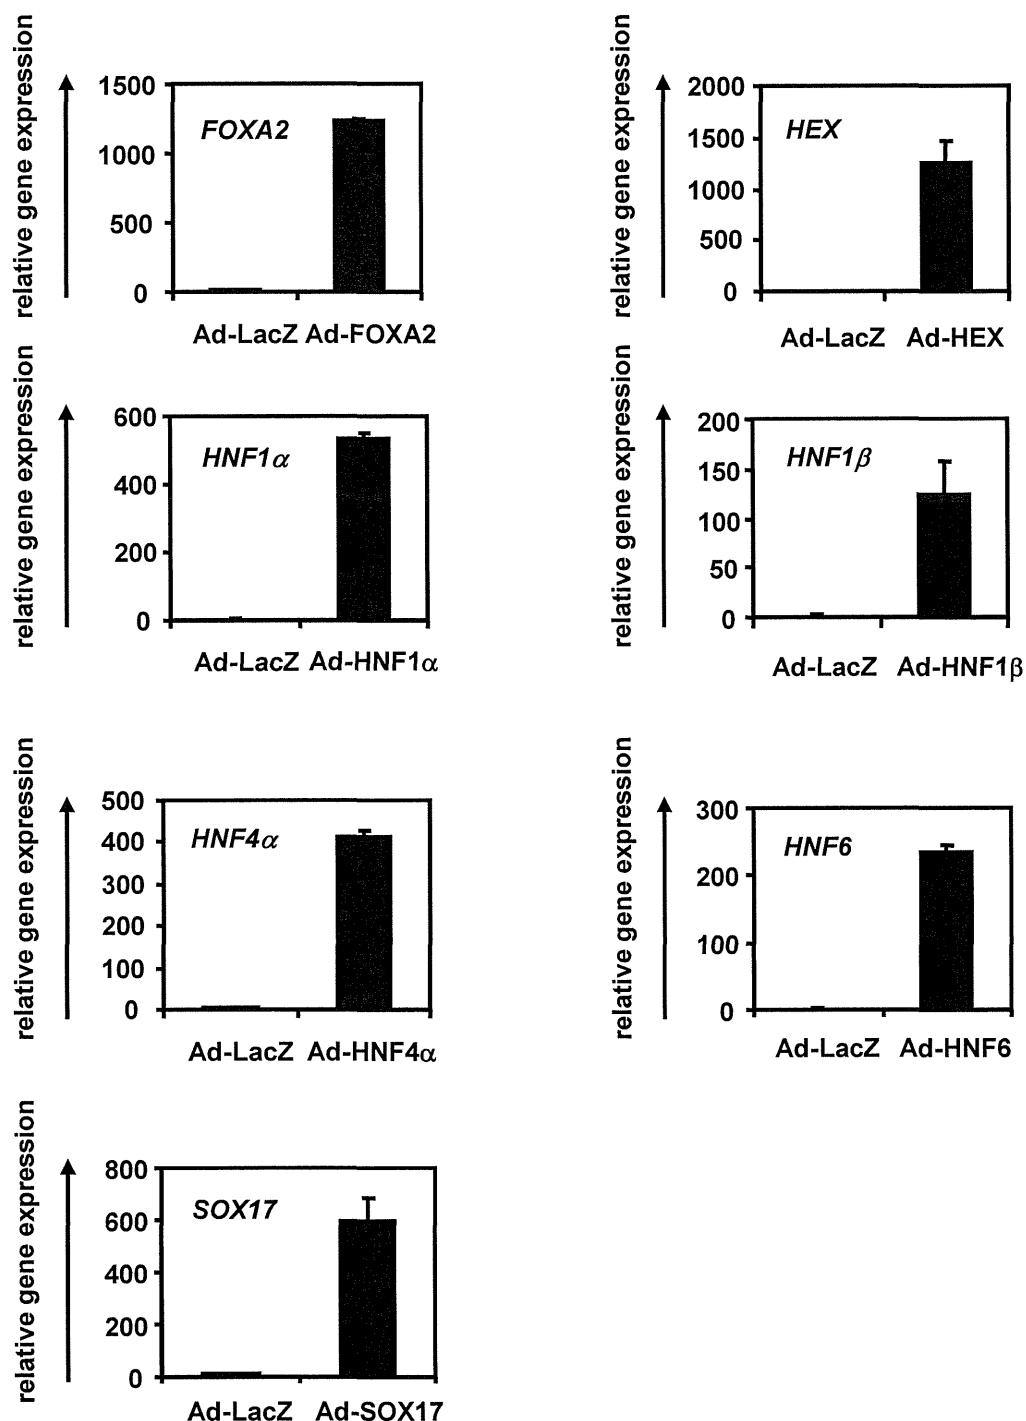 relative gene expression
1500
1000
500
0
FOXA2
Ad-LacZ Ad-FOXA2
relative gene expression
2000
1500
1000
500
0
HEX
Ad-LacZ Ad-HEX
relative gene expression
600
400
200
0
HNF1α
Ad-LacZ Ad-HNF1α
relative gene expression
200
150
100
50
0
HNF1β
Ad-LacZ Ad-HNF1β
relative gene expression
500
400
300
200
100
0
HNF4α
Ad-LacZ Ad-HNF4α
relative gene expression
300
200
100
0
HNF6
Ad-LacZ Ad-HNF6
relative gene expression
800
600
400
200
0
SOX17
Ad-LacZ Ad-SOX17